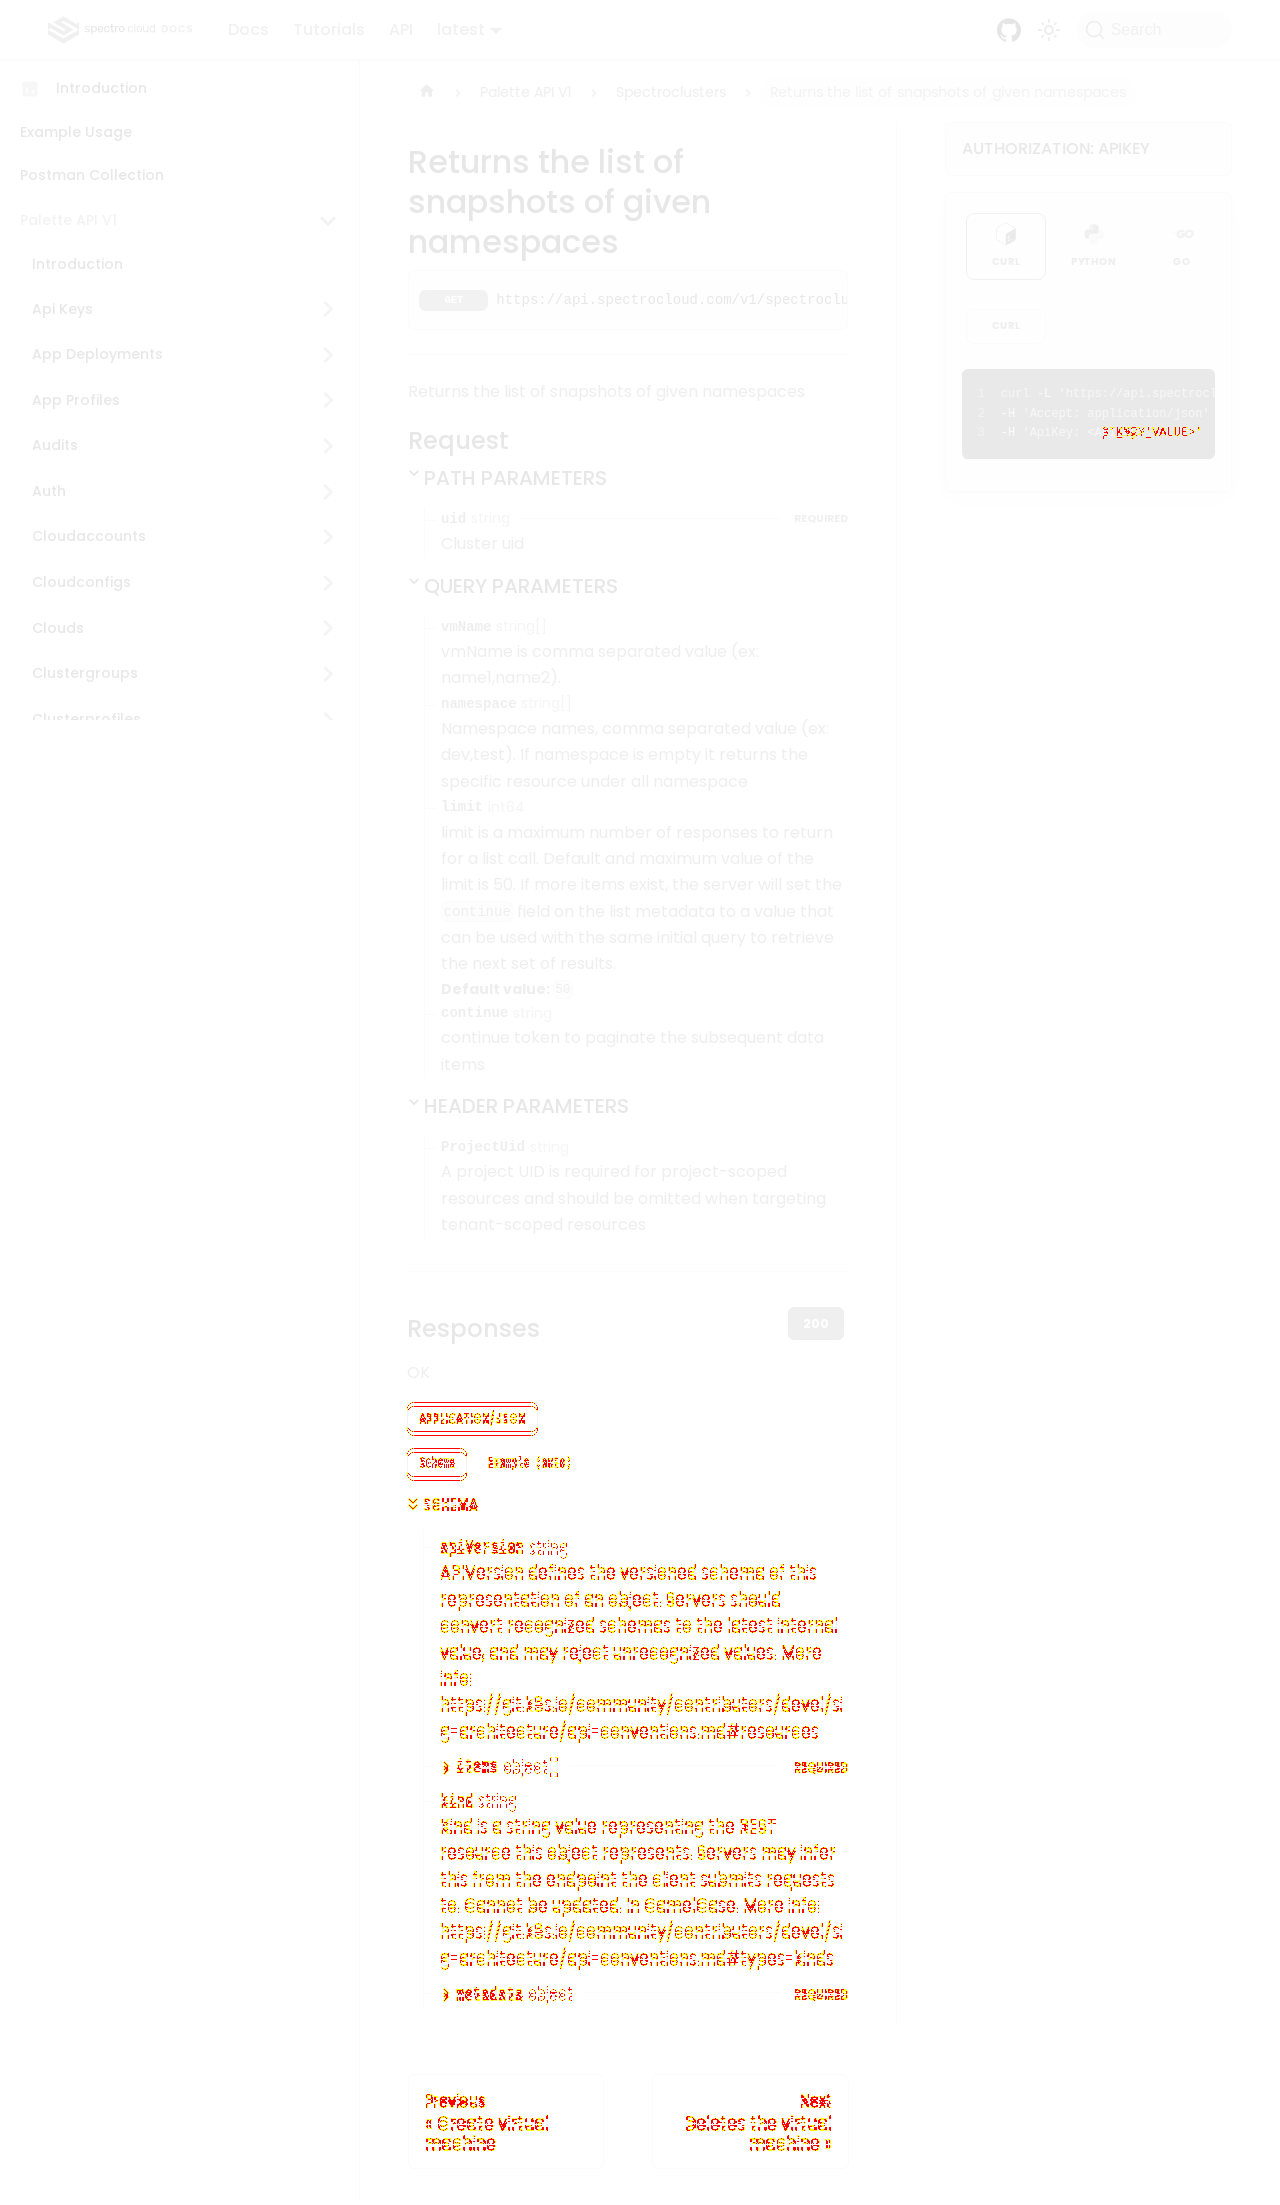 spectro cloud DOCS Docs Tutorials API latest Search
Introduction
Example Usage
Postman Collection
Palette API V1
Introduction
Api Keys
App Deployments
App Profiles
Audits
Auth
Cloudaccounts
Cloudconfigs
Clouds
Clustergroups
Clusterprofiles
Palette API V1 Spectroclusters Returns the list of snapshots of given namespaces
Returns the list of
snapshots of given
namespaces
GET https://api.spectrocloud.com/v1/spectroclu
Returns the list of snapshots of given namespaces
Request
PATH PARAMETERS
uid string REQUIRED
Cluster uid
QUERY PARAMETERS
vmName string[]
vmName is comma separated value (ex:
name1,name2).
namespace string[]
Namespace names, comma separated value (ex:
dev,test). If namespace is empty it returns the
specific resource under all namespace
limit int64
limit is a maximum number of responses to return
for a list call. Default and maximum value of the
limit is 50. If more items exist, the server will set the
continue field on the list metadata to a value that
can be used with the same initial query to retrieve
the next set of results.
Default value: 50
continue string
continue token to paginate the subsequent data
items
HEADER PARAMETERS
ProjectUid string
A project UID is required for project-scoped
resources and should be omitted when targeting
tenant-scoped resources
Responses 200
OK
APPLICATION/JSON
Schema Example (auto)
SCHEMA
apiVersion string
APIVersion defines the versioned schema of this
representation of an object. Servers should
convert recognized schemas to the latest internal
value, and may reject unrecognized values. More
info:
https://git.k8s.io/community/contributors/devel/si
g-architecture/api-conventions.md#resources
items object[] REQUIRED
kind string
Kind is a string value representing the REST
resource this object represents. Servers may infer
this from the endpoint the client submits requests
to. Cannot be updated. In CamelCase. More info:
https://git.k8s.io/community/contributors/devel/si
g-architecture/api-conventions.md#types-kinds
metadata object REQUIRED
Previous
« Create virtual
machine
Next
Deletes the virtual
machine »
AUTHORIZATION: APIKEY
CURL PYTHON GO
CURL
1 curl -L 'https://api.spectrocl
2 -H 'Accept: application/json'
3 -H 'ApiKey: